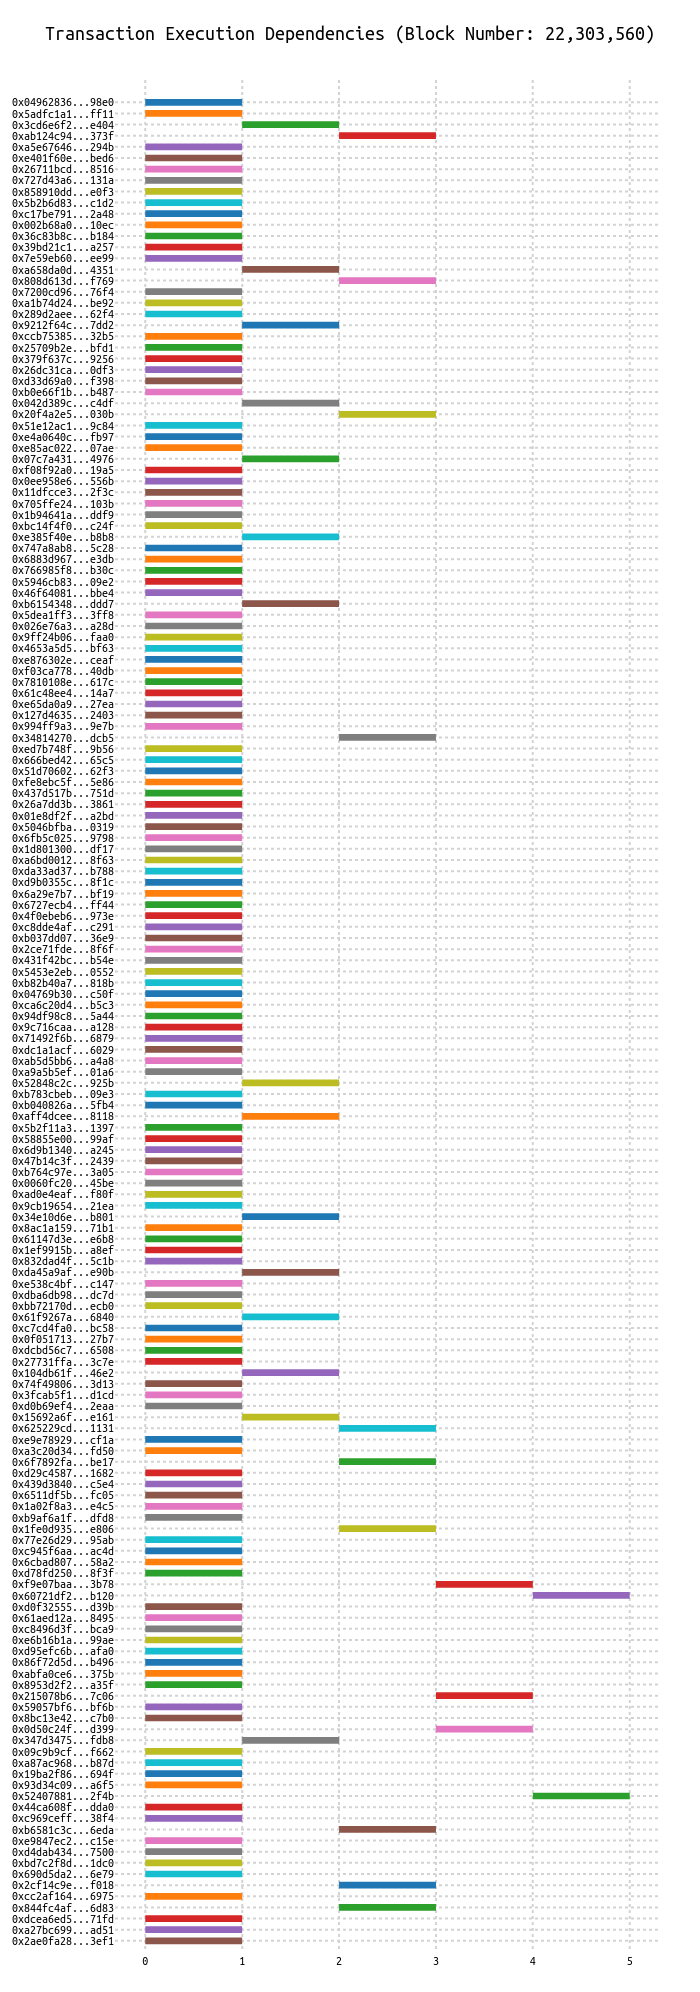 Transaction Execution Dependencies (Block Number: 22,303,560)
0x04962836...98e0
0x5adfc1a1...ff11
0x3cd6e6f2...e404
0xab124c94...373f
0xa5e67646...294b
0xe401f60e...bed6
0x26711bcd...8516
0x727d43a6...131a
0x858910dd...e0f3
0x5b2b6d83...c1d2
0xc17be791...2a48
0x002b68a0...10ec
0x36c83b8c...b184
0x39bd21c1...a257
0x7e59eb60...ee99
0xa658da0d...4351
0x808d613d...f769
0x7200cd96...76f4
0xa1b74d24...be92
0x289d2aee...62f4
0x9212f64c...7dd2
0xccb75385...32b5
0x25709b2e...bfd1
0x379f637c...9256
0x26dc31ca...0df3
0xd33d69a0...f398
0xb0e66f1b...b487
0x042d389c...c4df
0x20f4a2e5...030b
0x51e12ac1...9c84
0xe4a0640c...fb97
0xe85ac022...07ae
0x07c7a431...4976
0xf08f92a0...19a5
0x0ee958e6...556b
0x11dfcce3...2f3c
0x705ffe24...103b
0x1b94641a...ddf9
0xbc14f4f0...c24f
0xe385f40e...b8b8
0x747a8ab8...5c28
0x6883d967...e3db
0x766985f8...b30c
0x5946cb83...09e2
0x46f64081...bbe4
0xb6154348...ddd7
0x5dea1ff3...3ff8
0x026e76a3...a28d
0x9ff24b06...faa0
0x4653a5d5...bf63
0xe876302e...ceaf
0xf03ca778...40db
0x7810108e...617c
0x61c48ee4...14a7
0xe65da0a9...27ea
0x127d4635...2403
0x994ff9a3...9e7b
0x34814270...dcb5
0xed7b748f...9b56
0x666bed42...65c5
0x51d70602...62f3
0xfe8ebc5f...5e86
0x437d517b...751d
0x26a7dd3b...3861
0x01e8df2f...a2bd
0x5046bfba...0319
0x6fb5c025...9798
0x1d801300...df17
0xa6bd0012...8f63
0xda33ad37...b788
0xd9b0355c...8f1c
0x6a29e7b7...bf19
0x6727ecb4...ff44
0x4f0ebeb6...973e
0xc8dde4af...c291
0xb037dd07...36e9
0x2ce71fde...8f6f
0x431f42bc...b54e
0x5453e2eb...0552
0xb82b40a7...818b
0x04769b30...c50f
0xca6c20d4...b5c3
0x94df98c8...5a44
0x9c716caa...a128
0x71492f6b...6879
0xdc1a1acf...6029
0xab5d5bb6...a4a8
0xa9a5b5ef...01a6
0x52848c2c...925b
0xb783cbeb...09e3
0xb040826a...5fb4
0xaff4dcee...8118
0x5b2f11a3...1397
0x58855e00...99af
0x6d9b1340...a245
0x47b14c3f...2439
0xb764c97e...3a05
0x0060fc20...45be
0xad0e4eaf...f80f
0x9cb19654...21ea
0x34e10d6e...b801
0x8ac1a159...71b1
0x61147d3e...e6b8
0x1ef9915b...a8ef
0x832dad4f...5c1b
0xda45a9af...e90b
0xe538c4bf...c147
0xdba6db98...dc7d
0xbb72170d...ecb0
0x61f9267a...6840
0xc7cd4fa0...bc58
0x0f051713...27b7
0xdcbd56c7...6508
0x27731ffa...3c7e
0x104db61f...46e2
0x74f49806...3d13
0x3fcab5f1...d1cd
0xd0b69ef4...2eaa
0x15692a6f...e161
0x625229cd...1131
0xe9e78929...cf1a
0xa3c20d34...fd50
0x6f7892fa...be17
0xd29c4587...1682
0x439d3840...c5e4
0x6511df5b...fc05
0x1a02f8a3...e4c5
0xb9af6a1f...dfd8
0x1fe0d935...e806
0x77e26d29...95ab
0xc945f6aa...ac4d
0x6cbad807...58a2
0xd78fd250...8f3f
0xf9e07baa...3b78
0x60721df2...b120
0xd0f32555...d39b
0x61aed12a...8495
0xc8496d3f...bca9
0xe6b16b1a...99ae
0xd95efc6b...afa0
0x86f72d5d...b496
0xabfa0ce6...375b
0x8953d2f2...a35f
0x215078b6...7c06
0x59057bf6...bf6b
0x8bc13e42...c7b0
0x0d50c24f...d399
0x347d3475...fdb8
0x09c9b9cf...f662
0xa87ac968...b87d
0x19ba2f86...694f
0x93d34c09...a6f5
0x52407881...2f4b
0x44ca608f...dda0
0xc969ceff...38f4
0xb6581c3c...6eda
0xe9847ec2...c15e
0xd4dab434...7500
0xbd7c2f8d...1dc0
0x690d5da2...6e79
0x2cf14c9e...f018
0xcc2af164...6975
0x844fc4af...6d83
0xdcea6ed5...71fd
0xa27bc699...ad51
0x2ae0fa28...3ef1
0 1 2 3 4 5